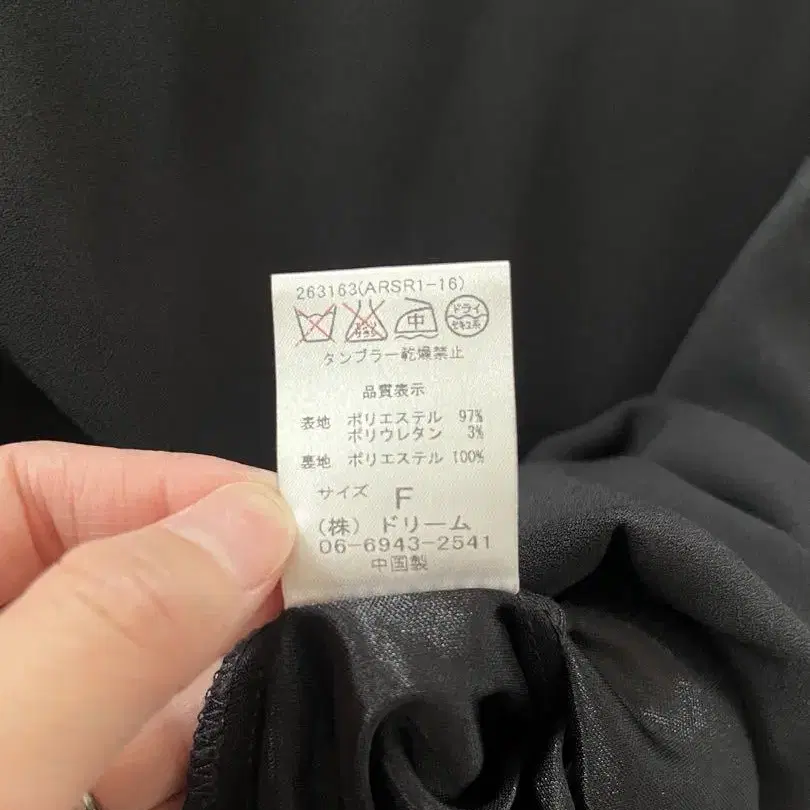 263163(ARSR1-16)
中 ドライ
セキユ系
タンブラー乾燥禁止
品質表示
表地 ポリエステル 97%
ポリウレタン 3%
裏地 ポリエステル 100%
サイズ F
(株)ドリーム
06-6943-2541
中国製